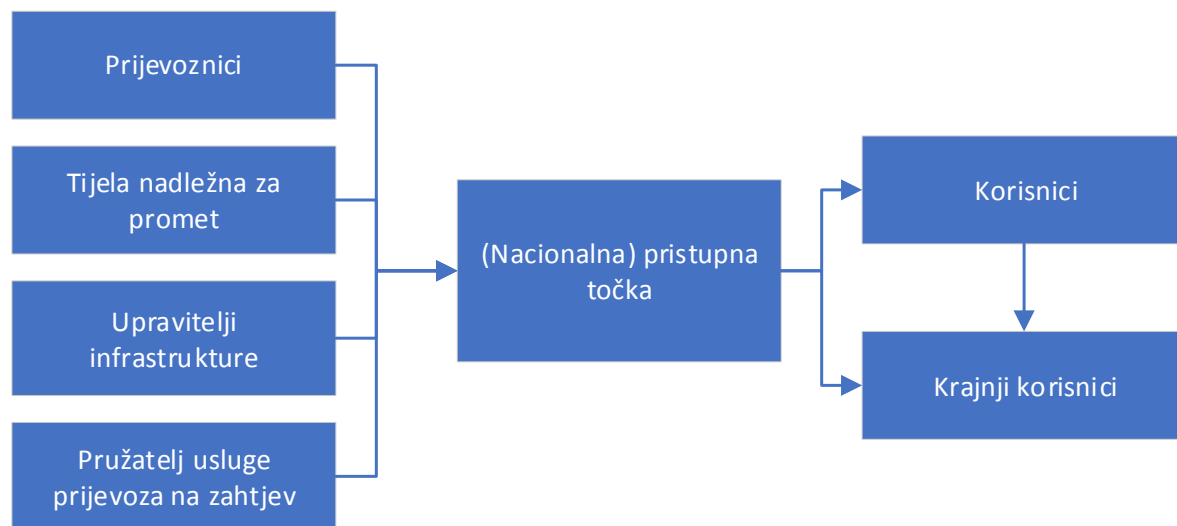 Prijevoznici
Tijela nadležna za
promet
Upravitelji
infrastrukture
Pružatelj usluge
prijevoza na zahtjev
(Nacionalna) pristupna
točka
Korisnici
Krajnji korisnici